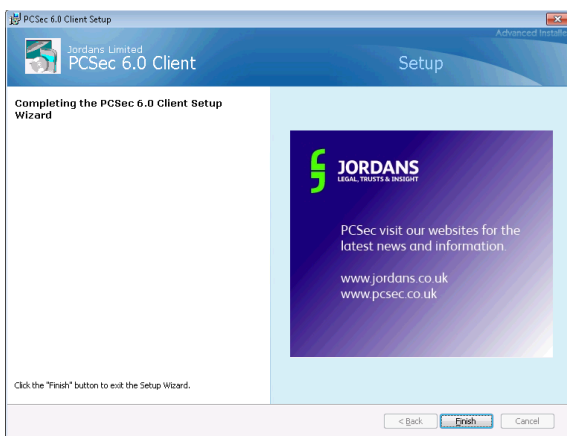 PCSec 6.0 Client Setup
Advanced Installe
Jordans Limited
PCSec 6.0 Client
Setup
Completing the PCSec 6.0 Client Setup
Wizard
JORDANS
LEGAL, TRUSTS & INSIGHT
PCSec visit our websites for the
latest news and information.
www.jordans.co.uk
www.pcsec.co.uk
Click the "Finish" button to exit the Setup Wizard.
< Back
Finish
Cancel